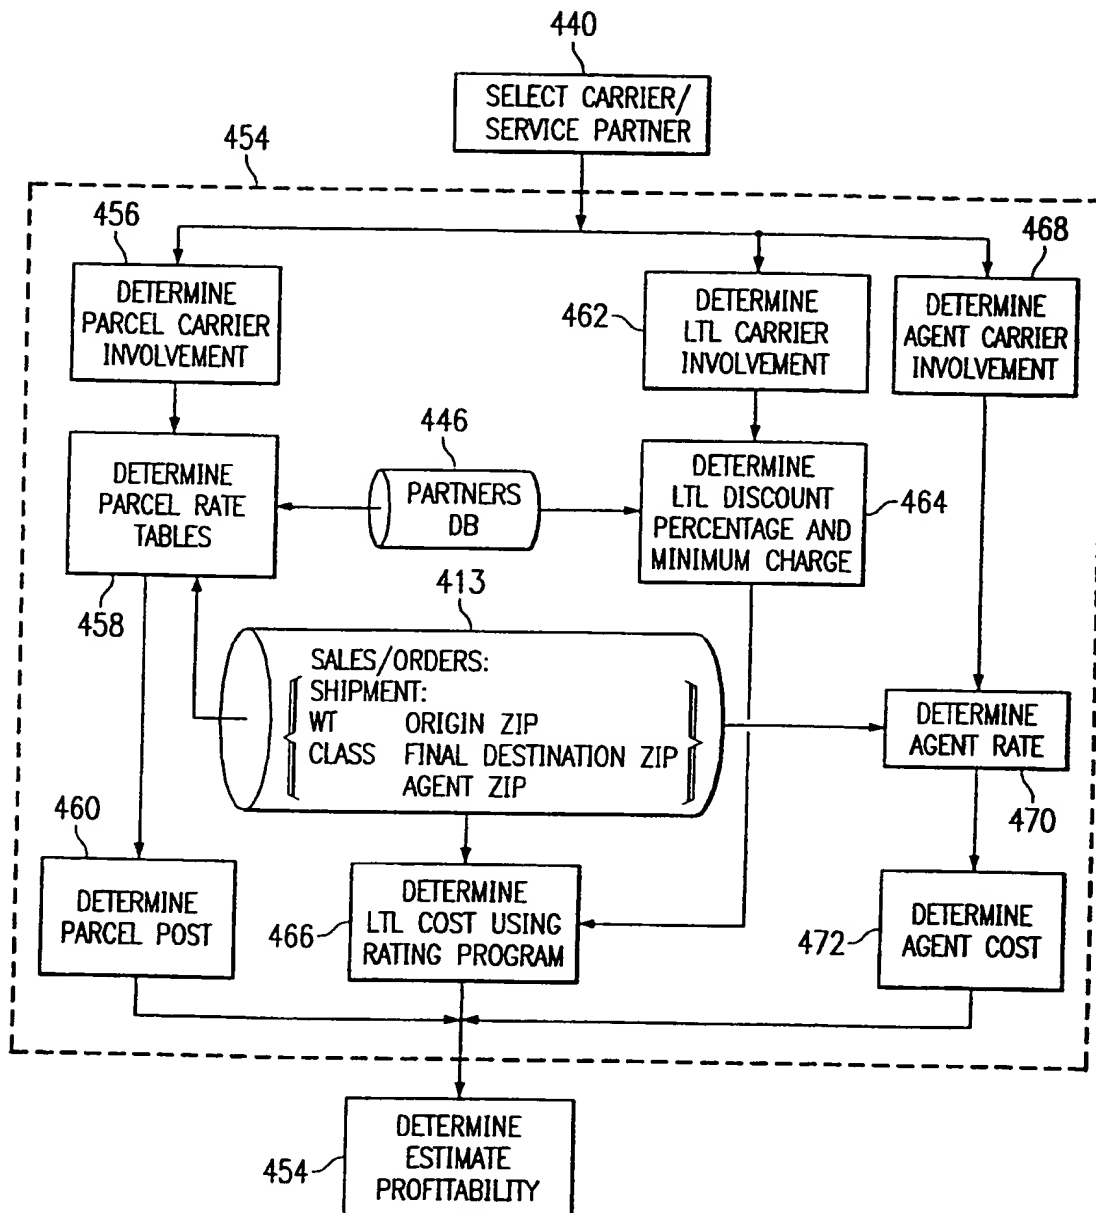 440
SELECT CARRIER/
SERVICE PARTNER
454
456
DETERMINE
PARCEL CARRIER
INVOLVEMENT
462
DETERMINE
LTL CARRIER
INVOLVEMENT
468
DETERMINE
AGENT CARRIER
INVOLVEMENT
DETERMINE
PARCEL RATE
TABLES
458
446
PARTNERS
DB
DETERMINE
LTL DISCOUNT
PERCENTAGE AND
MINIMUM CHARGE
464
413
SALES/ORDERS:
SHIPMENT:
WT ORIGIN ZIP
CLASS FINAL DESTINATION ZIP
AGENT ZIP
DETERMINE
AGENT RATE
470
460
DETERMINE
PARCEL POST
466
DETERMINE
LTL COST USING
RATING PROGRAM
472
DETERMINE
AGENT COST
454
DETERMINE
ESTIMATE
PROFITABILITY